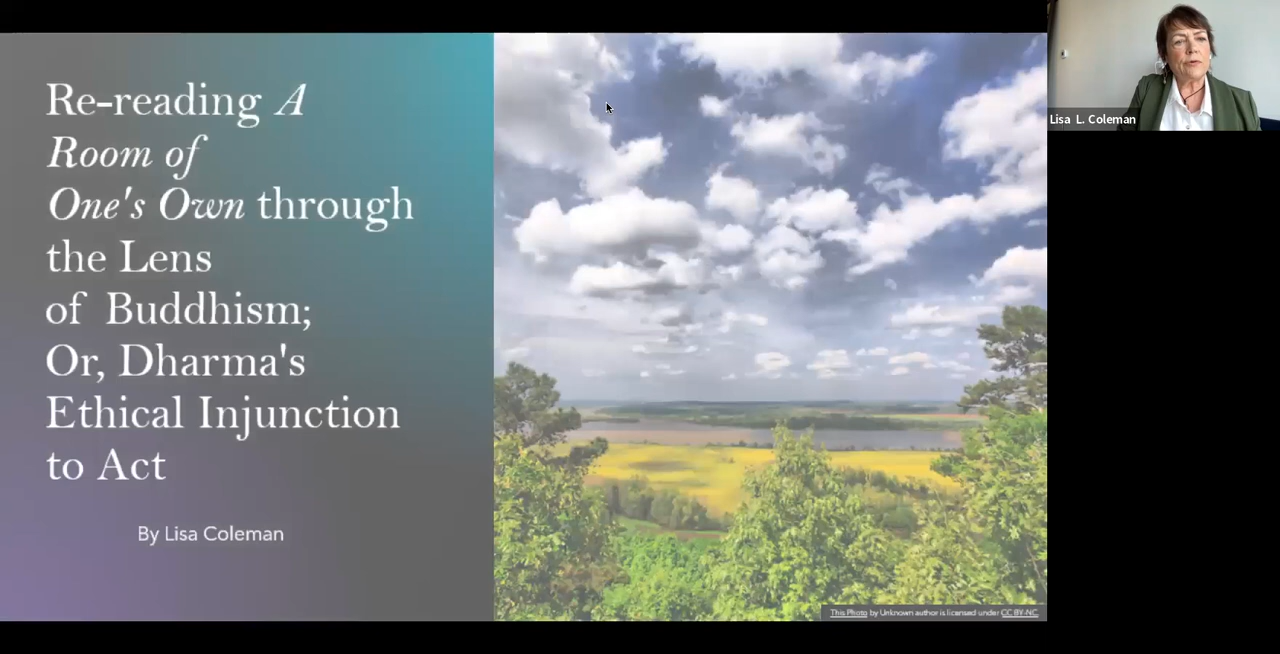 Re-reading A
Room of
One's Own through
the Lens
of Buddhism;
Or, Dharma's
Ethical Injunction
to Act
By Lisa Coleman
This Photo by Unknown author is licensed under CC BY-NC.
Lisa L. Coleman